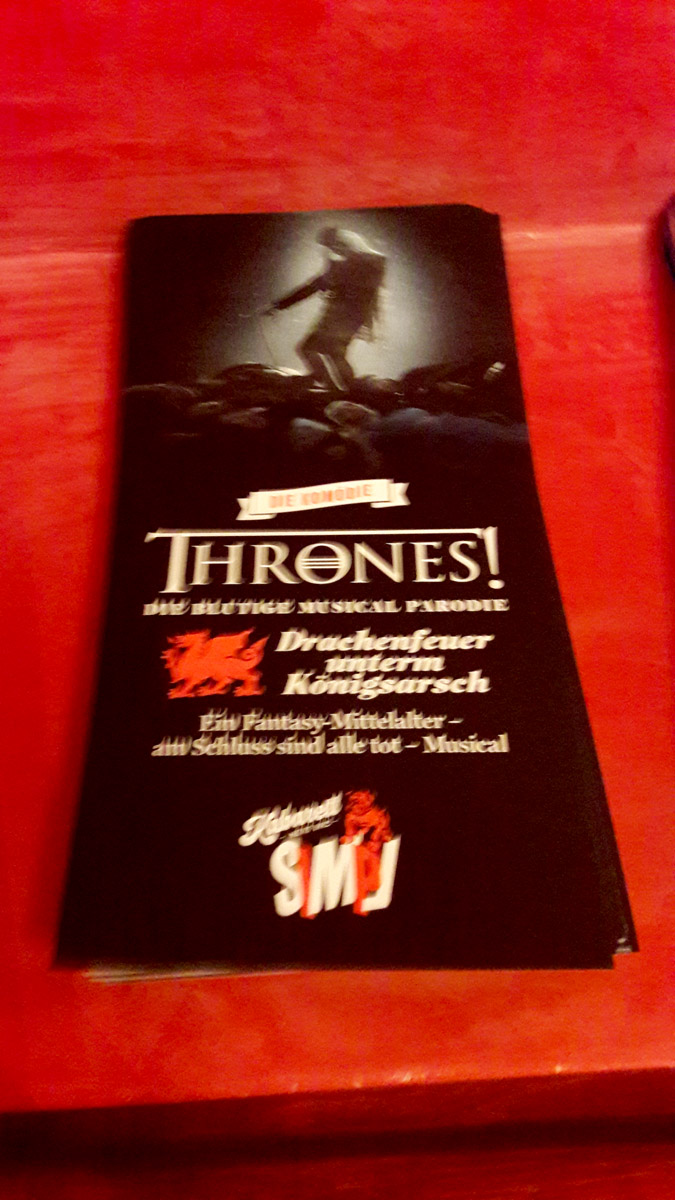 DIE KOMÖDIE
THRONES!
DIE BLUTIGE MUSICAL PARODIE
Drachenfeuer
unterm
Königsarsch
Ein Fantasy-Mittelalter –
am Schluss sind alle tot – Musical
Kabarett
SIMPL